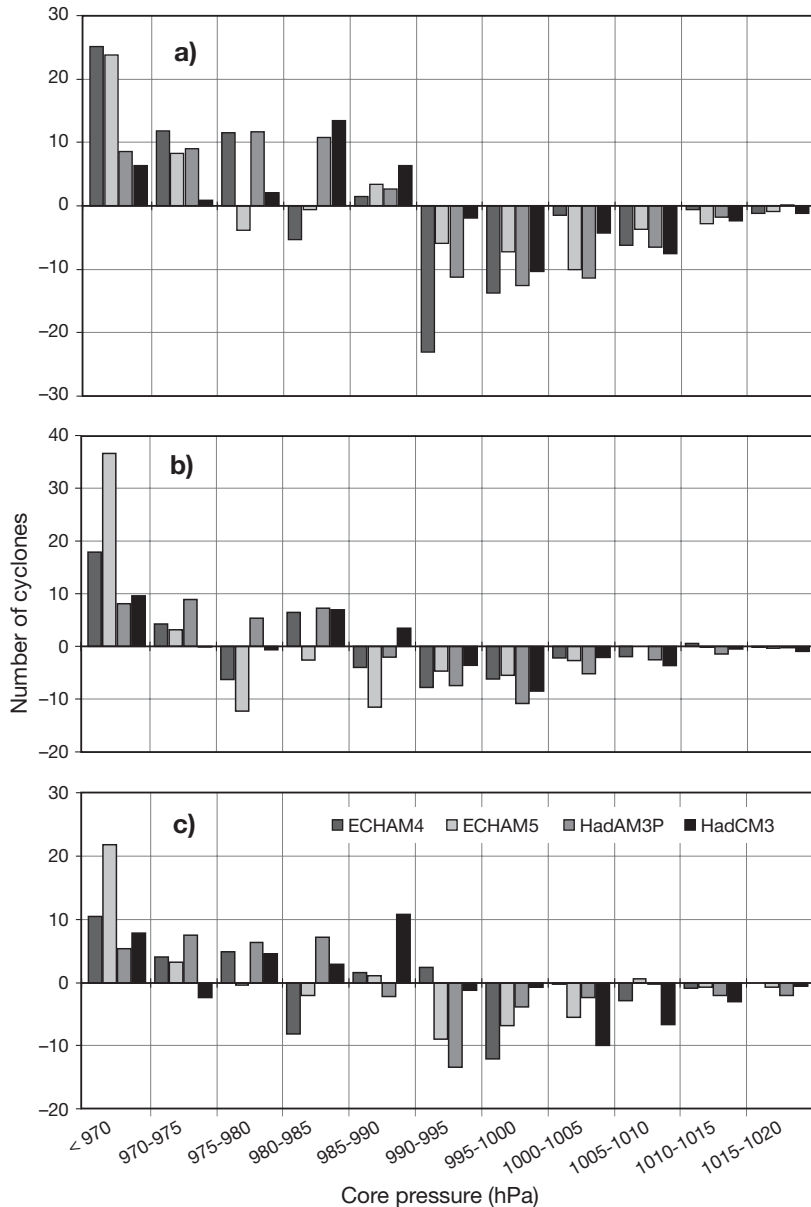 30
20
10
0
−10
−20
−30
a)
40
30
20
10
0
−10
−20
b)
Number of cyclones
30
20
10
0
−10
−20
c)
ECHAM4 ECHAM5 HadAM3P HadCM3
< 970 970-975 975-980 980-985 985-990 990-995 995-1000 1000-1005 1005-1010 1010-1015 1015-1020
Core pressure (hPa)